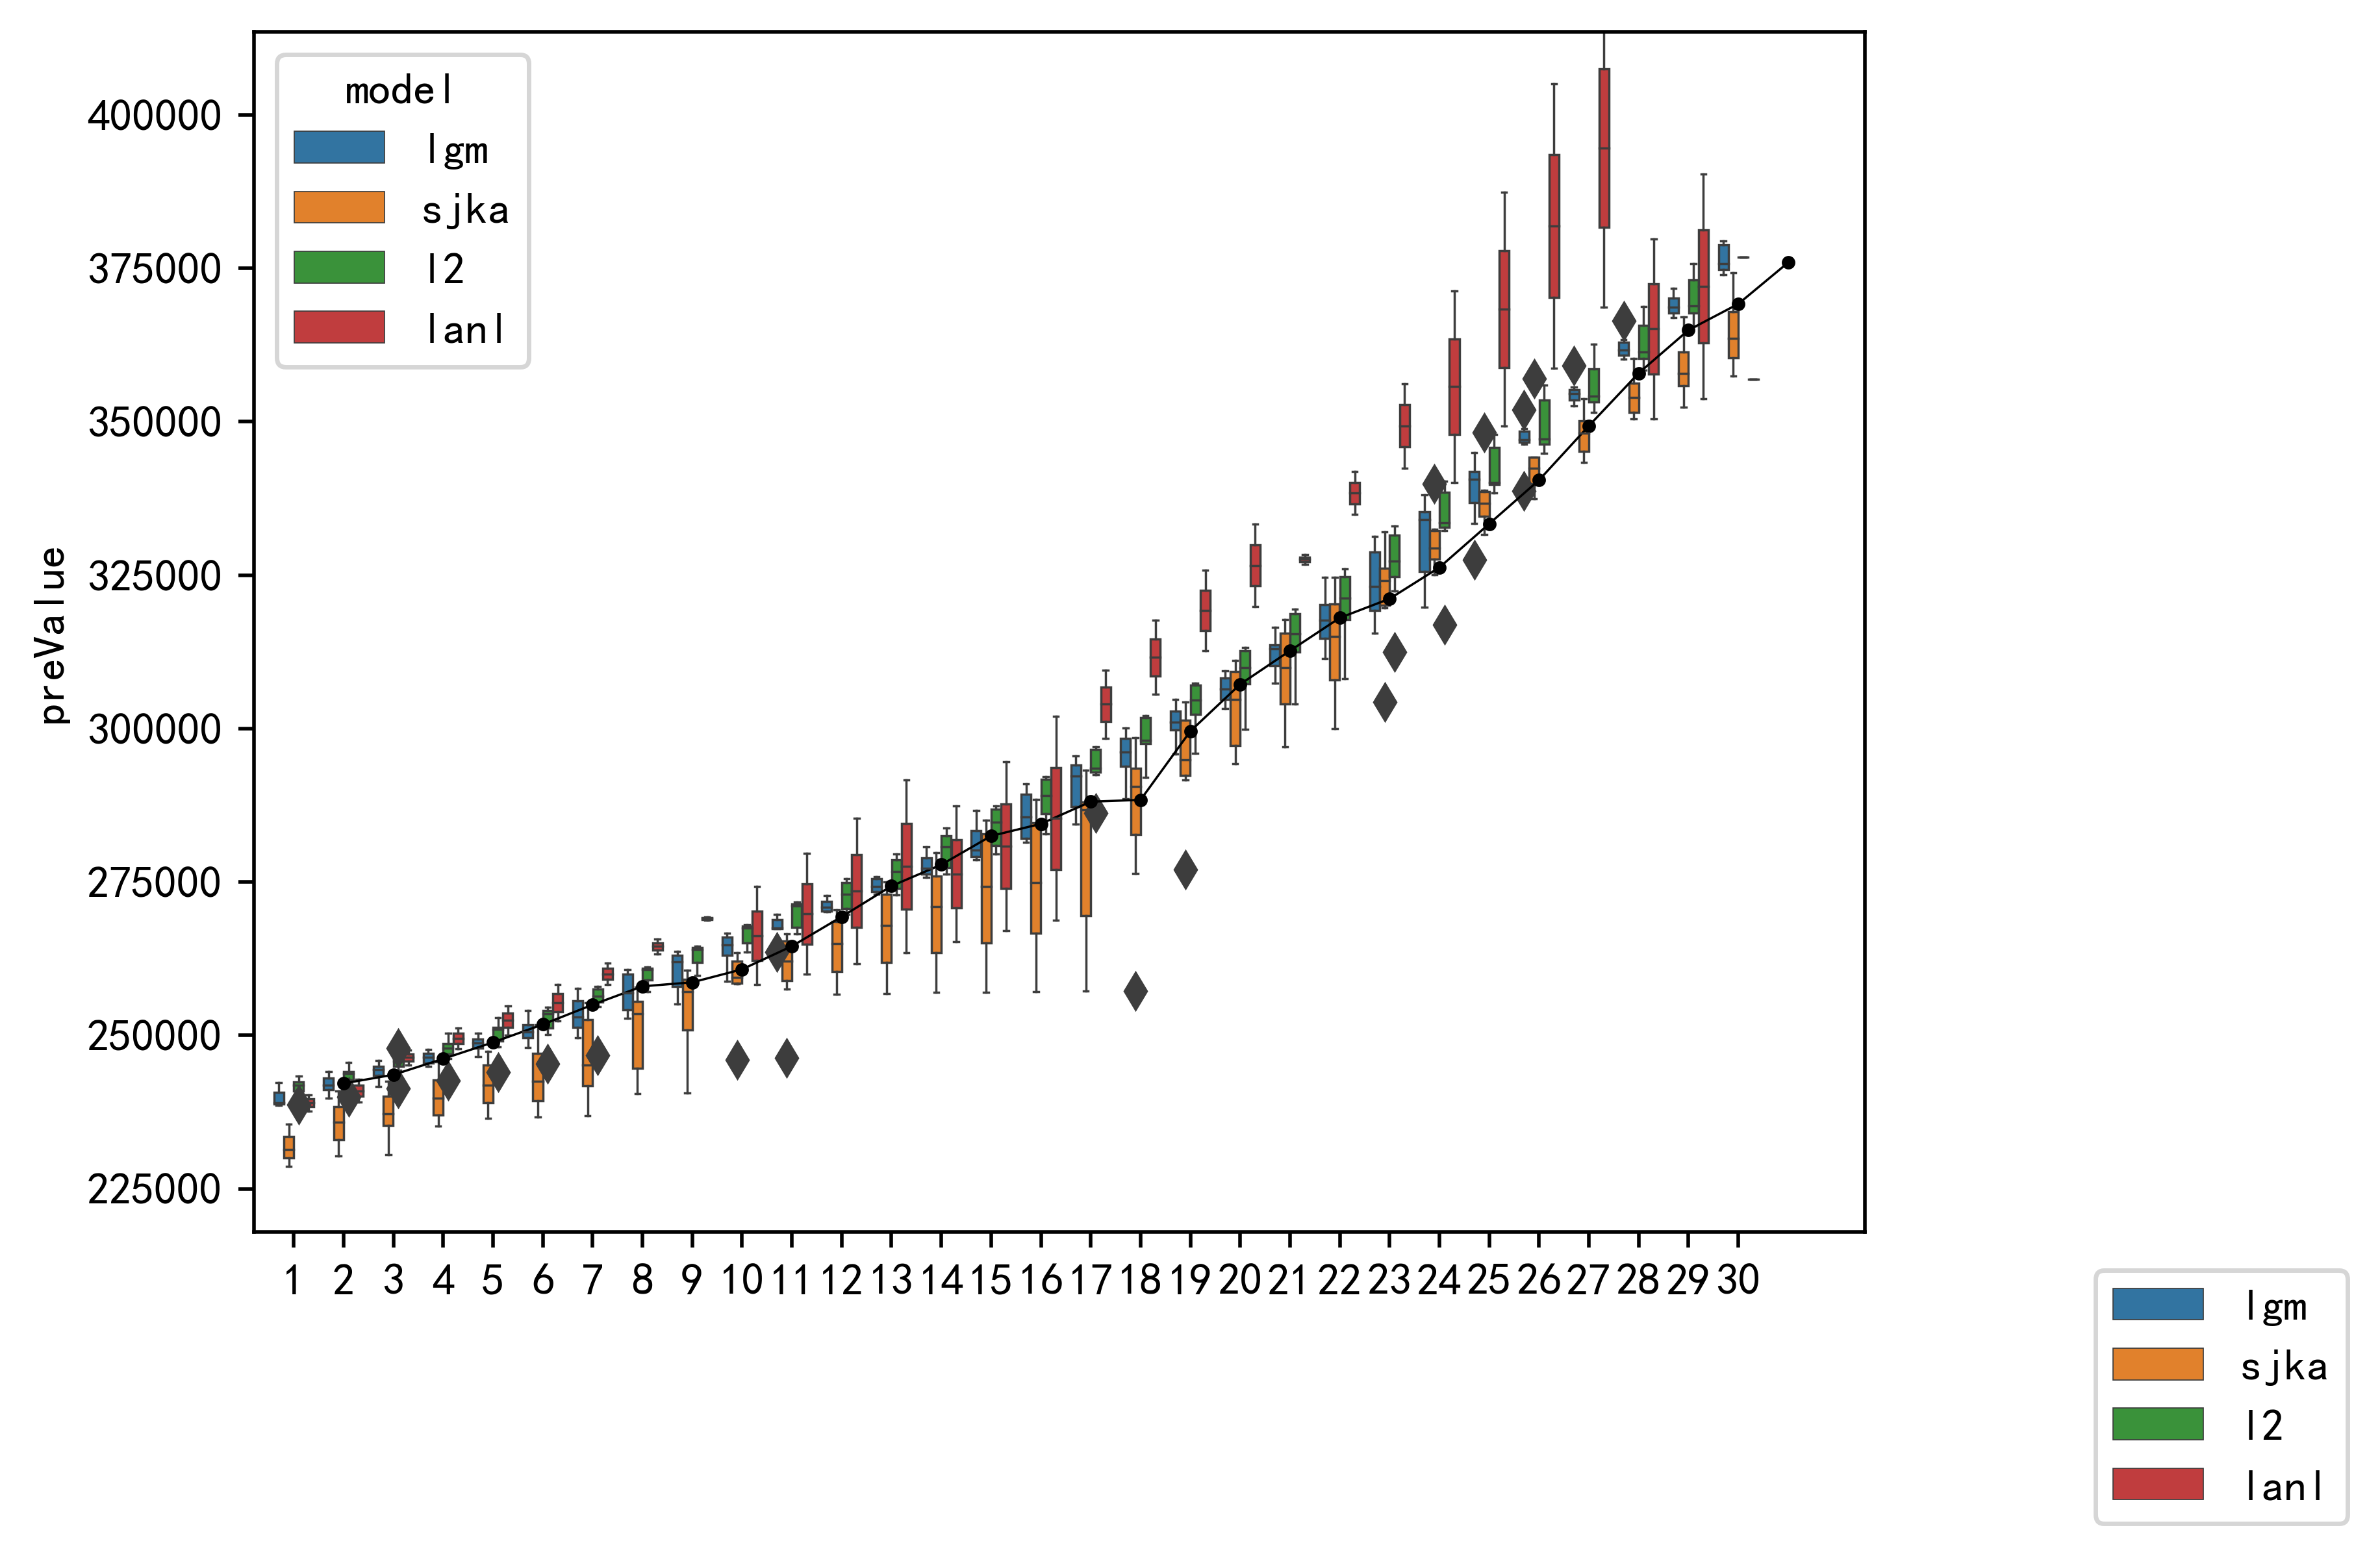 model
lgm
sjka
l2
lanl
preValue
400000
375000
350000
325000
300000
275000
250000
225000
1 2 3 4 5 6 7 8 9 10 11 12 13 14 15 16 17 18 19 20 21 22 23 24 25 26 27 28 29 30
lgm
sjka
l2
lanl